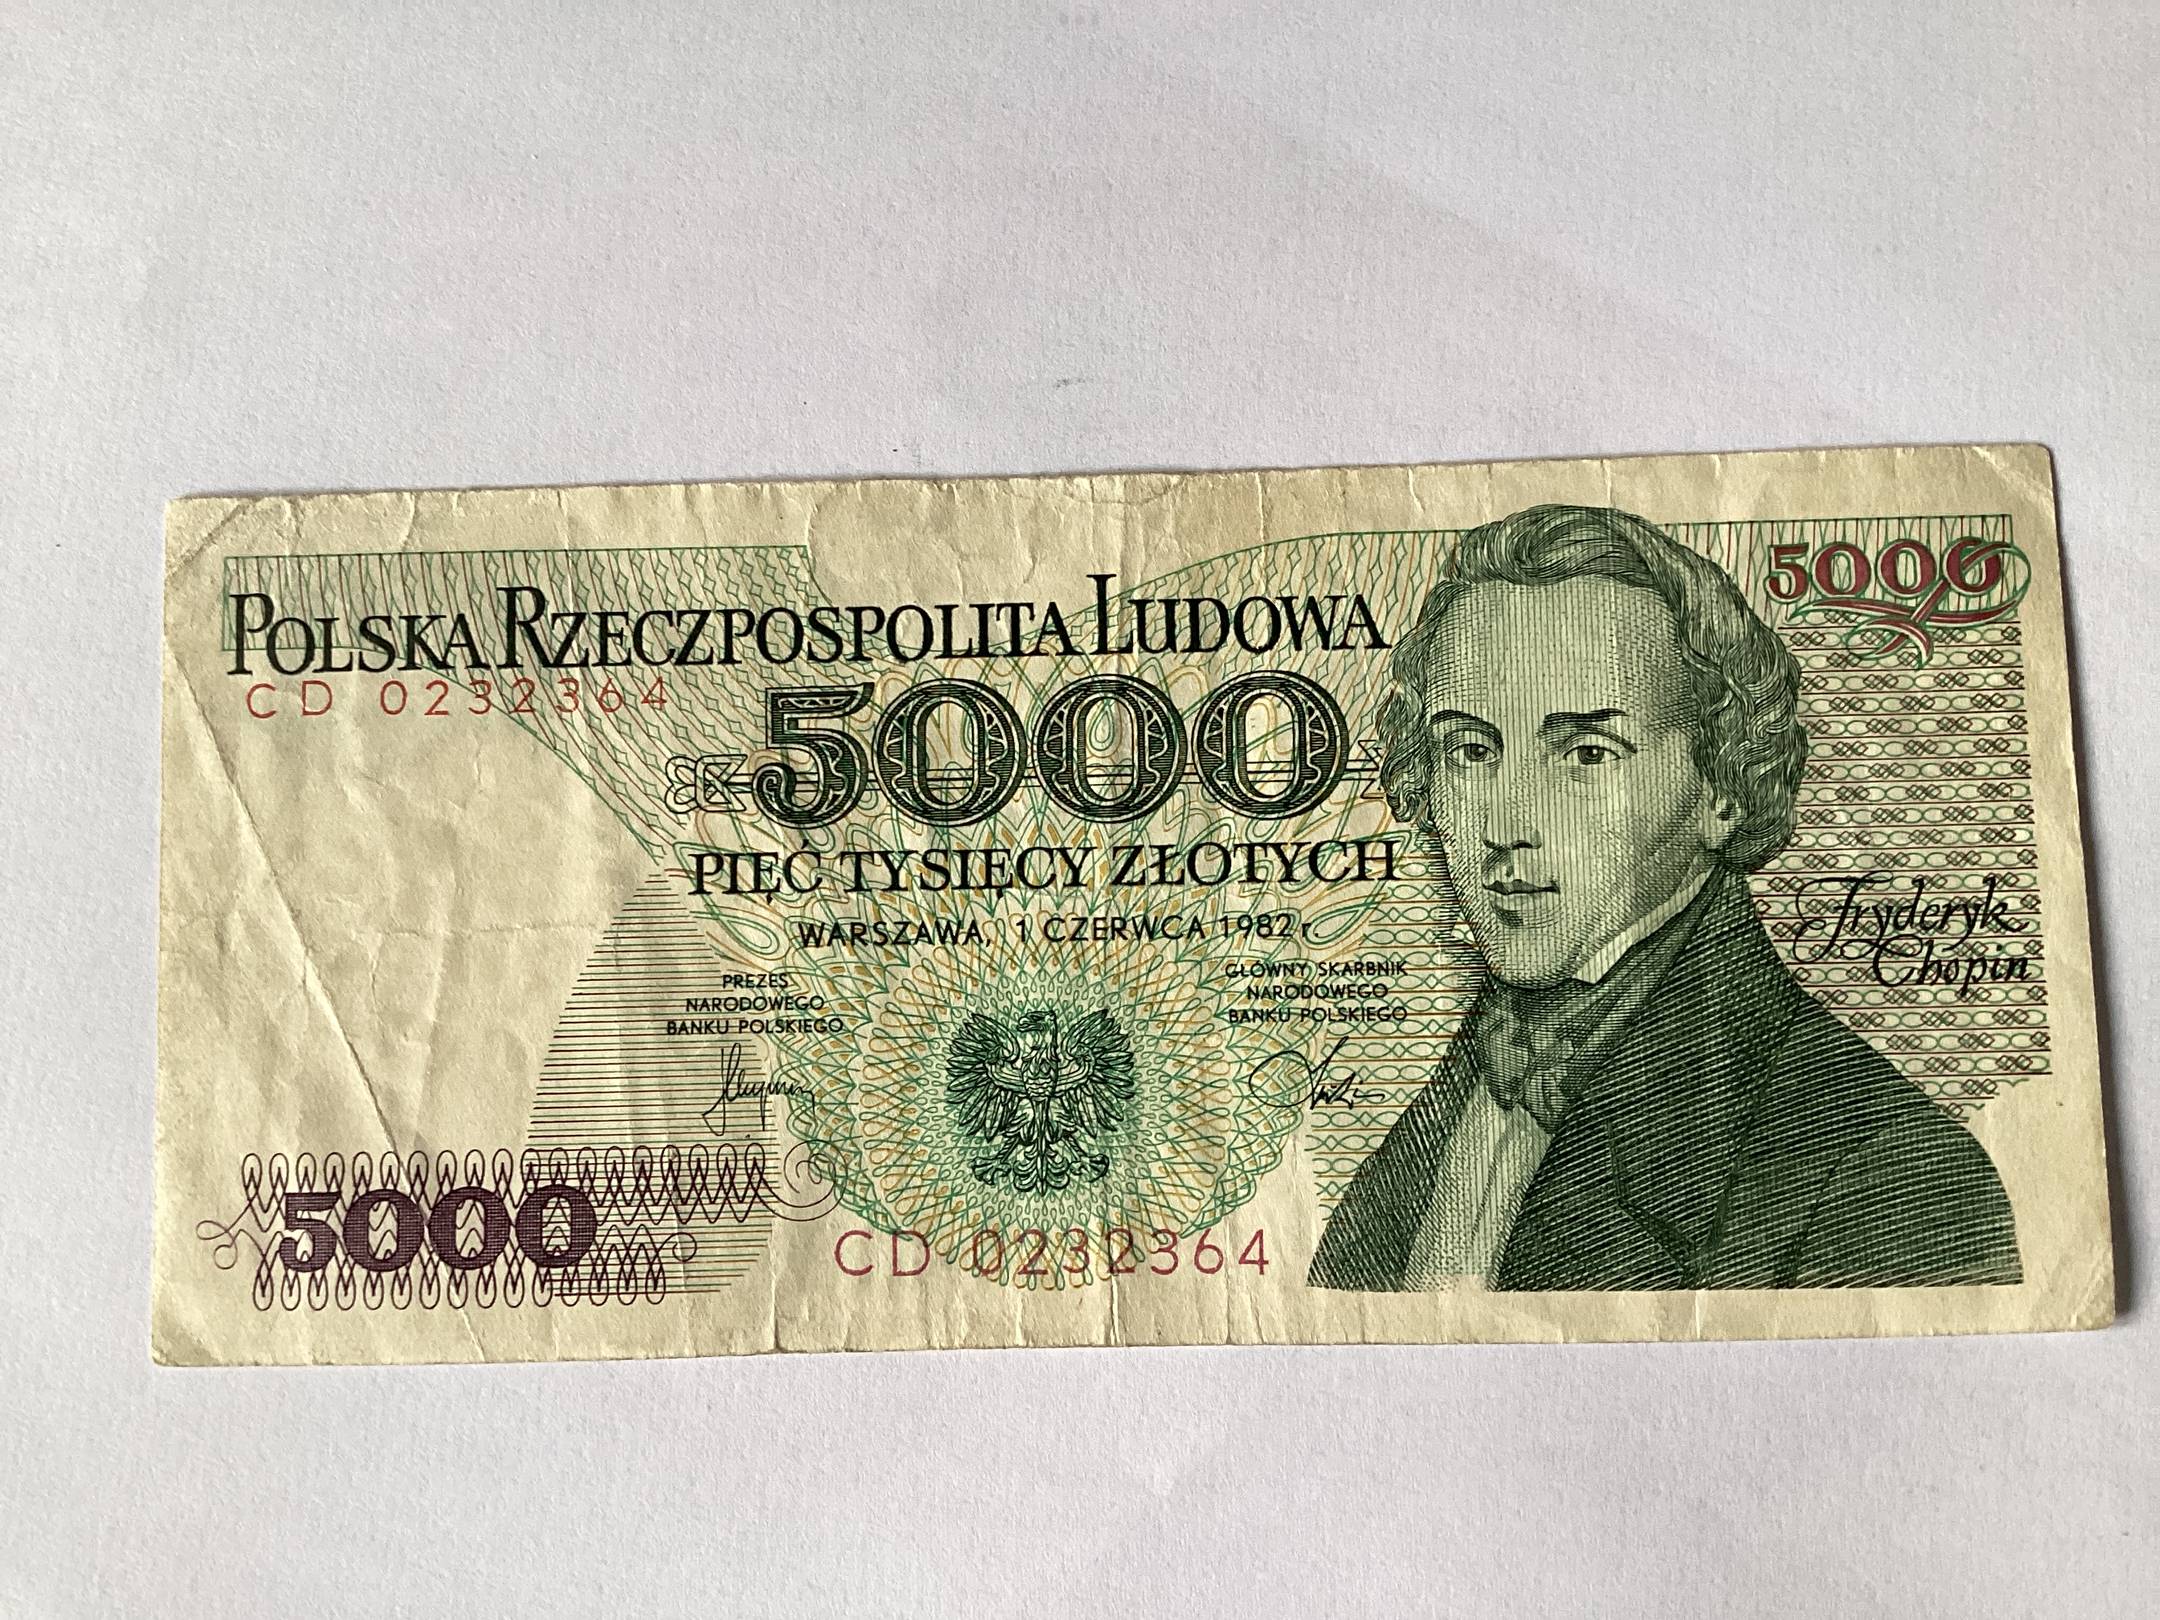 POLSKA RZECZPOSPOLITA LUDOWA
5000
CD 0232364
5000
PIĘĆ TYSIĘCY ZŁOTYCH
WARSZAWA, 1 CZERWCA 1982 r.
PREZES
NARODOWEGO
BANKU POLSKIEGO
GŁÓWNY SKARBNIK
NARODOWEGO
BANKU POLSKIEGO
Fryderyk
Chopin
5000
CD 0232364